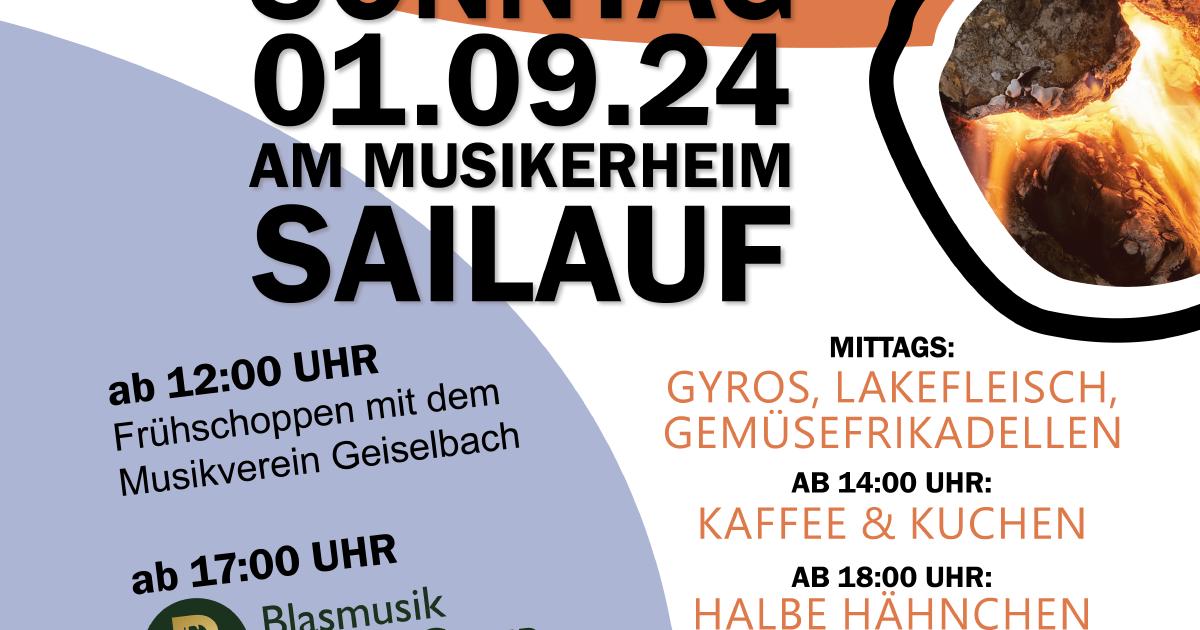 SONNTAG
01.09.24
AM MUSIKERHEIM
SAILAUF
ab 12:00 UHR
Frühschoppen mit dem
Musikverein Geiselbach
ab 17:00 UHR
Blasmusik
MITTAGS:
GYROS, LAKEFLEISCH,
GEMÜSEFRIKADELLEN
AB 14:00 UHR:
KAFFEE & KUCHEN
AB 18:00 UHR:
HALBE HÄHNCHEN